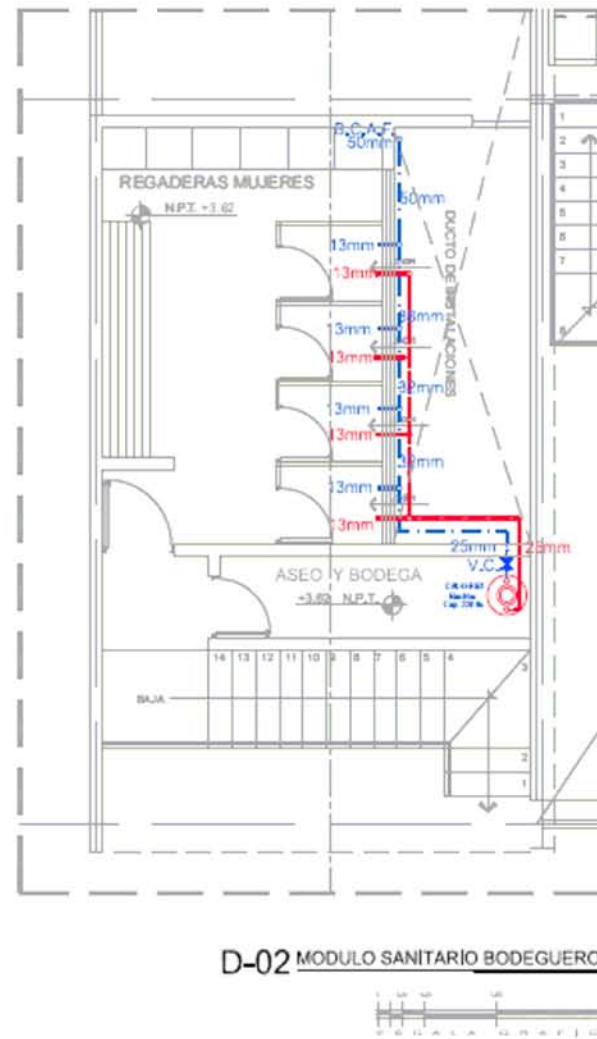 B.C.A.F.
50mm
REGADERAS MUJERES
N.P.T. +3.62
50mm
DUCTO DE INSTALACIONES
13mm
13mm
38mm
13mm
13mm
32mm
13mm
13mm
32mm
13mm
13mm
25mm
25mm
V.C.
ASEO Y BODEGA
+3.62 N.P.T.
14 13 12 11 10 9 8 7 6 5 4
3
BAJA
2
1
1
2
3
4
5
6
7
8
D-02 MODULO SANITARIO BODEGUERO